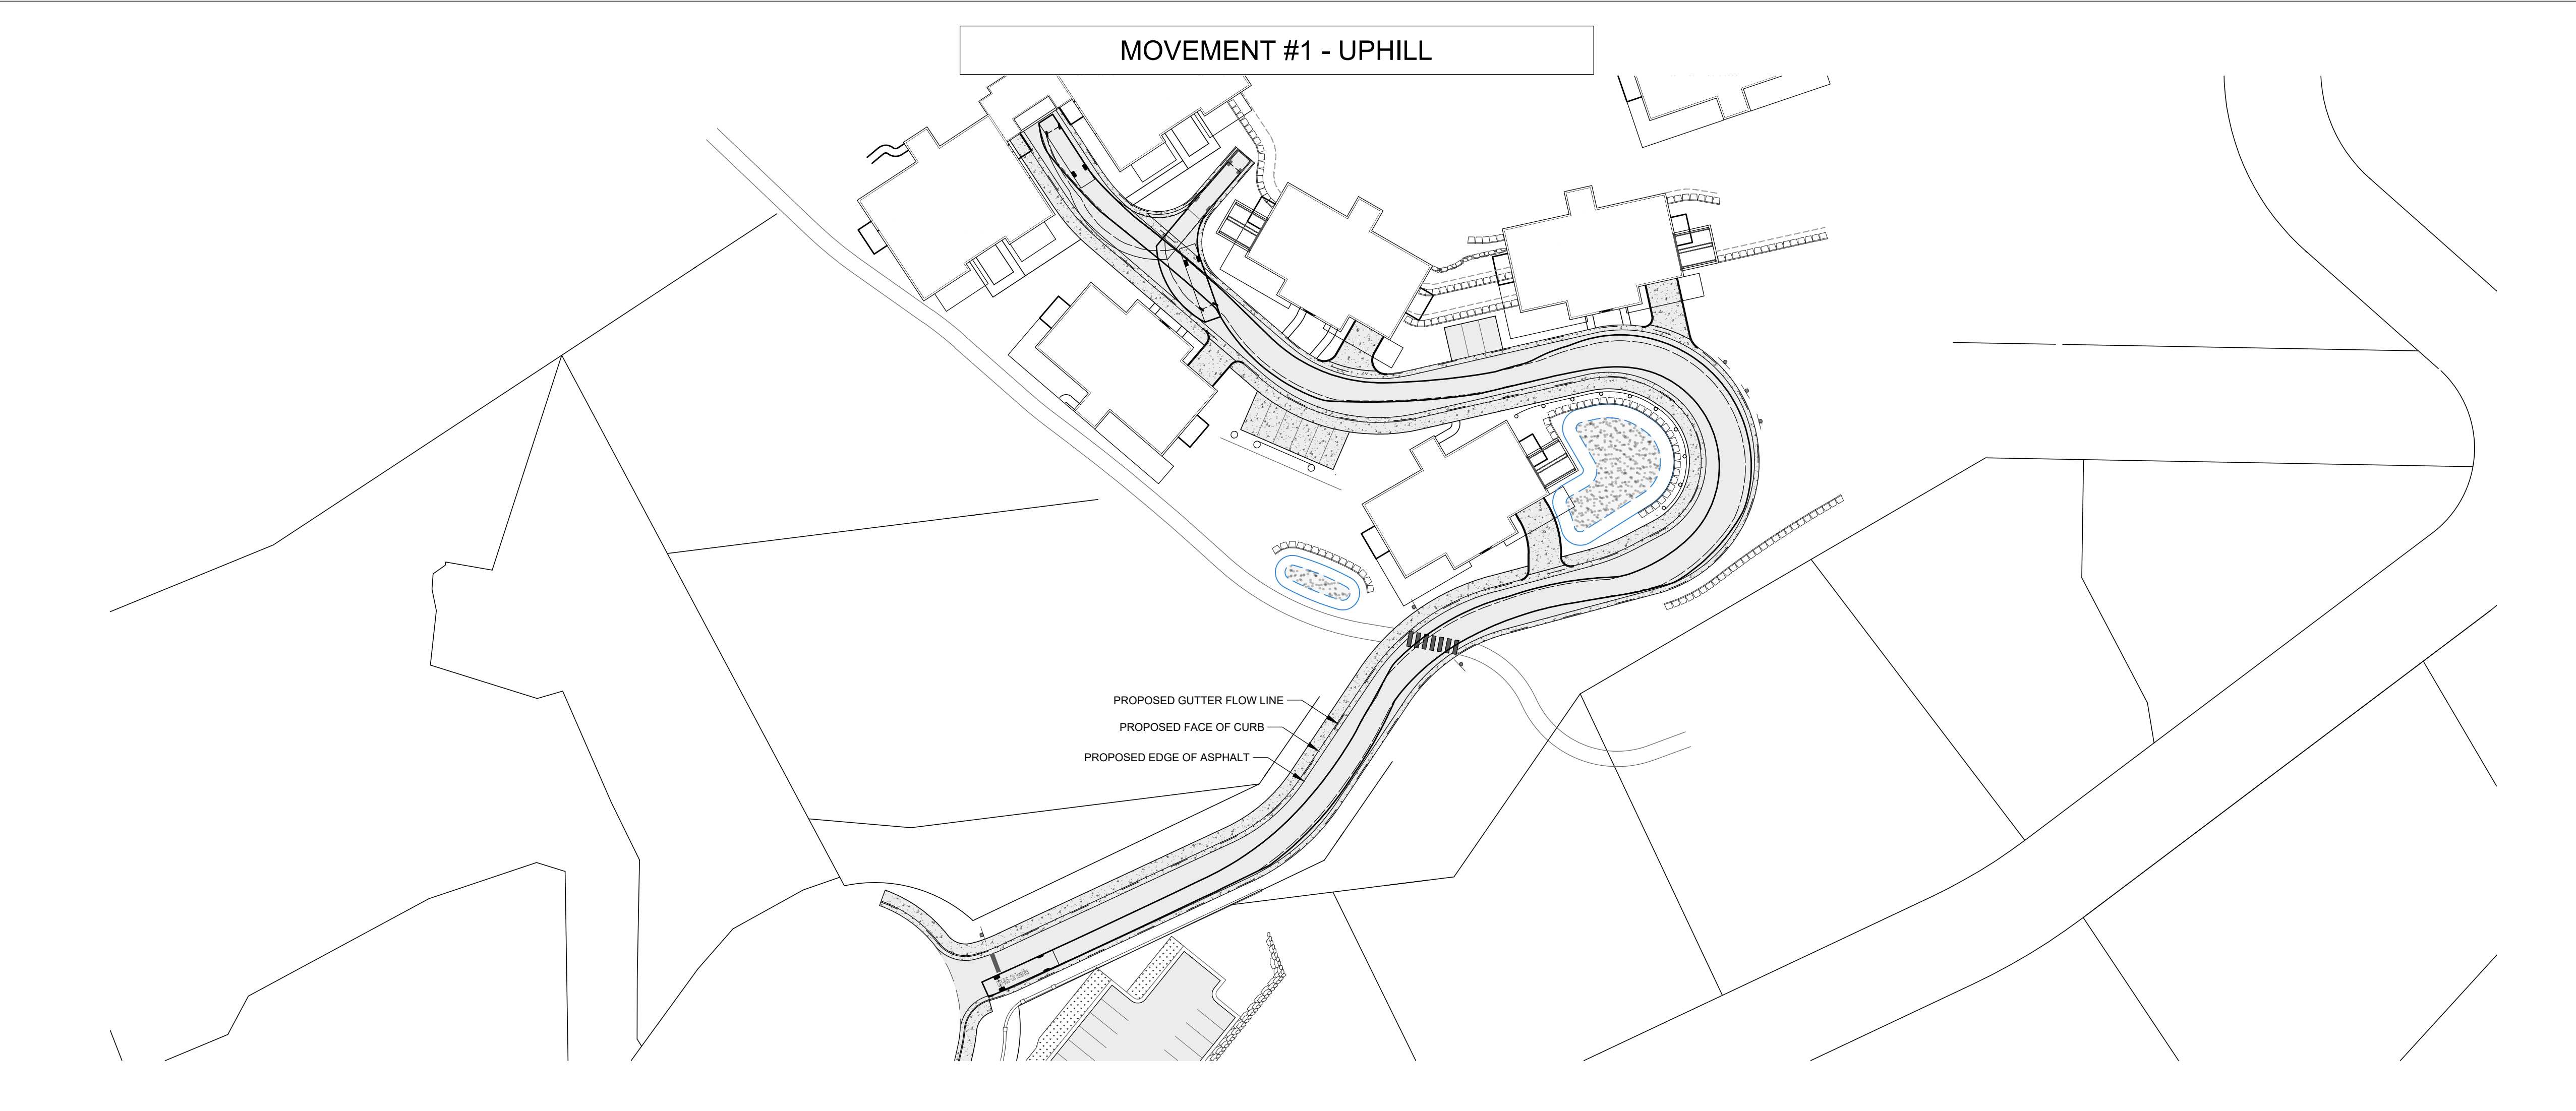 MOVEMENT #1 - UPHILL
PROPOSED GUTTER FLOW LINE
PROPOSED FACE OF CURB
PROPOSED EDGE OF ASPHALT